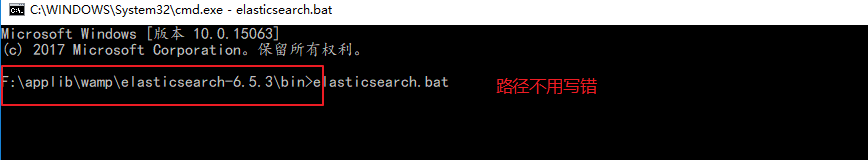 C:\WINDOWS\System32\cmd.exe - elasticsearch.bat
Microsoft Windows [版本 10.0.15063]
(c) 2017 Microsoft Corporation。保留所有权利。
F:\applib\wamp\elasticsearch-6.5.3\bin>elasticsearch.bat 路径不用写错